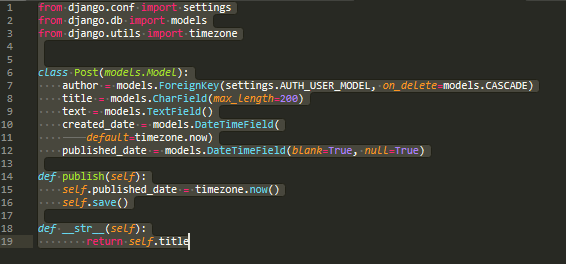 1 from django.conf import settings
2 from django.db import models
3 from django.utils import timezone
4
5
6 class Post(models.Model):
7     author = models.ForeignKey(settings.AUTH_USER_MODEL, on_delete=models.CASCADE)
8     title = models.CharField(max_length=200)
9     text = models.TextField()
10     created_date = models.DateTimeField(
11         default=timezone.now)
12     published_date = models.DateTimeField(blank=True, null=True)
13
14 def publish(self):
15     self.published_date = timezone.now()
16     self.save()
17
18 def __str__(self):
19         return self.title